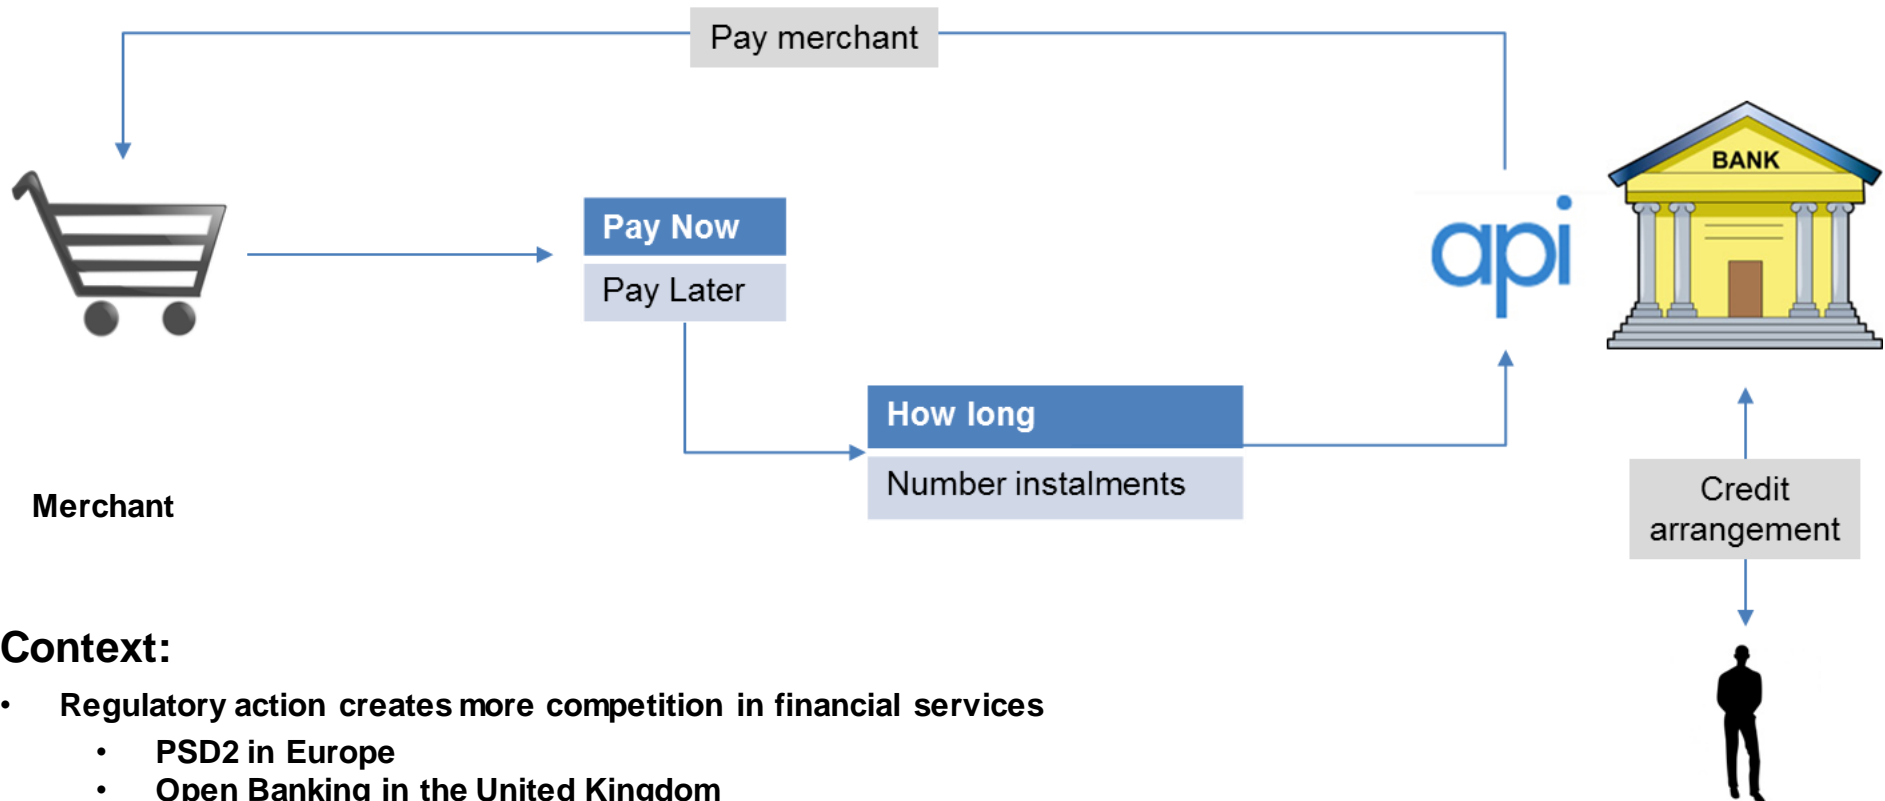 Pay merchant
BANK
Pay Now
Pay Later
api
How long
Number instalments
Merchant
Credit
arrangement
Context:
• Regulatory action creates more competition in financial services
• PSD2 in Europe
• Open Banking in the United Kingdom